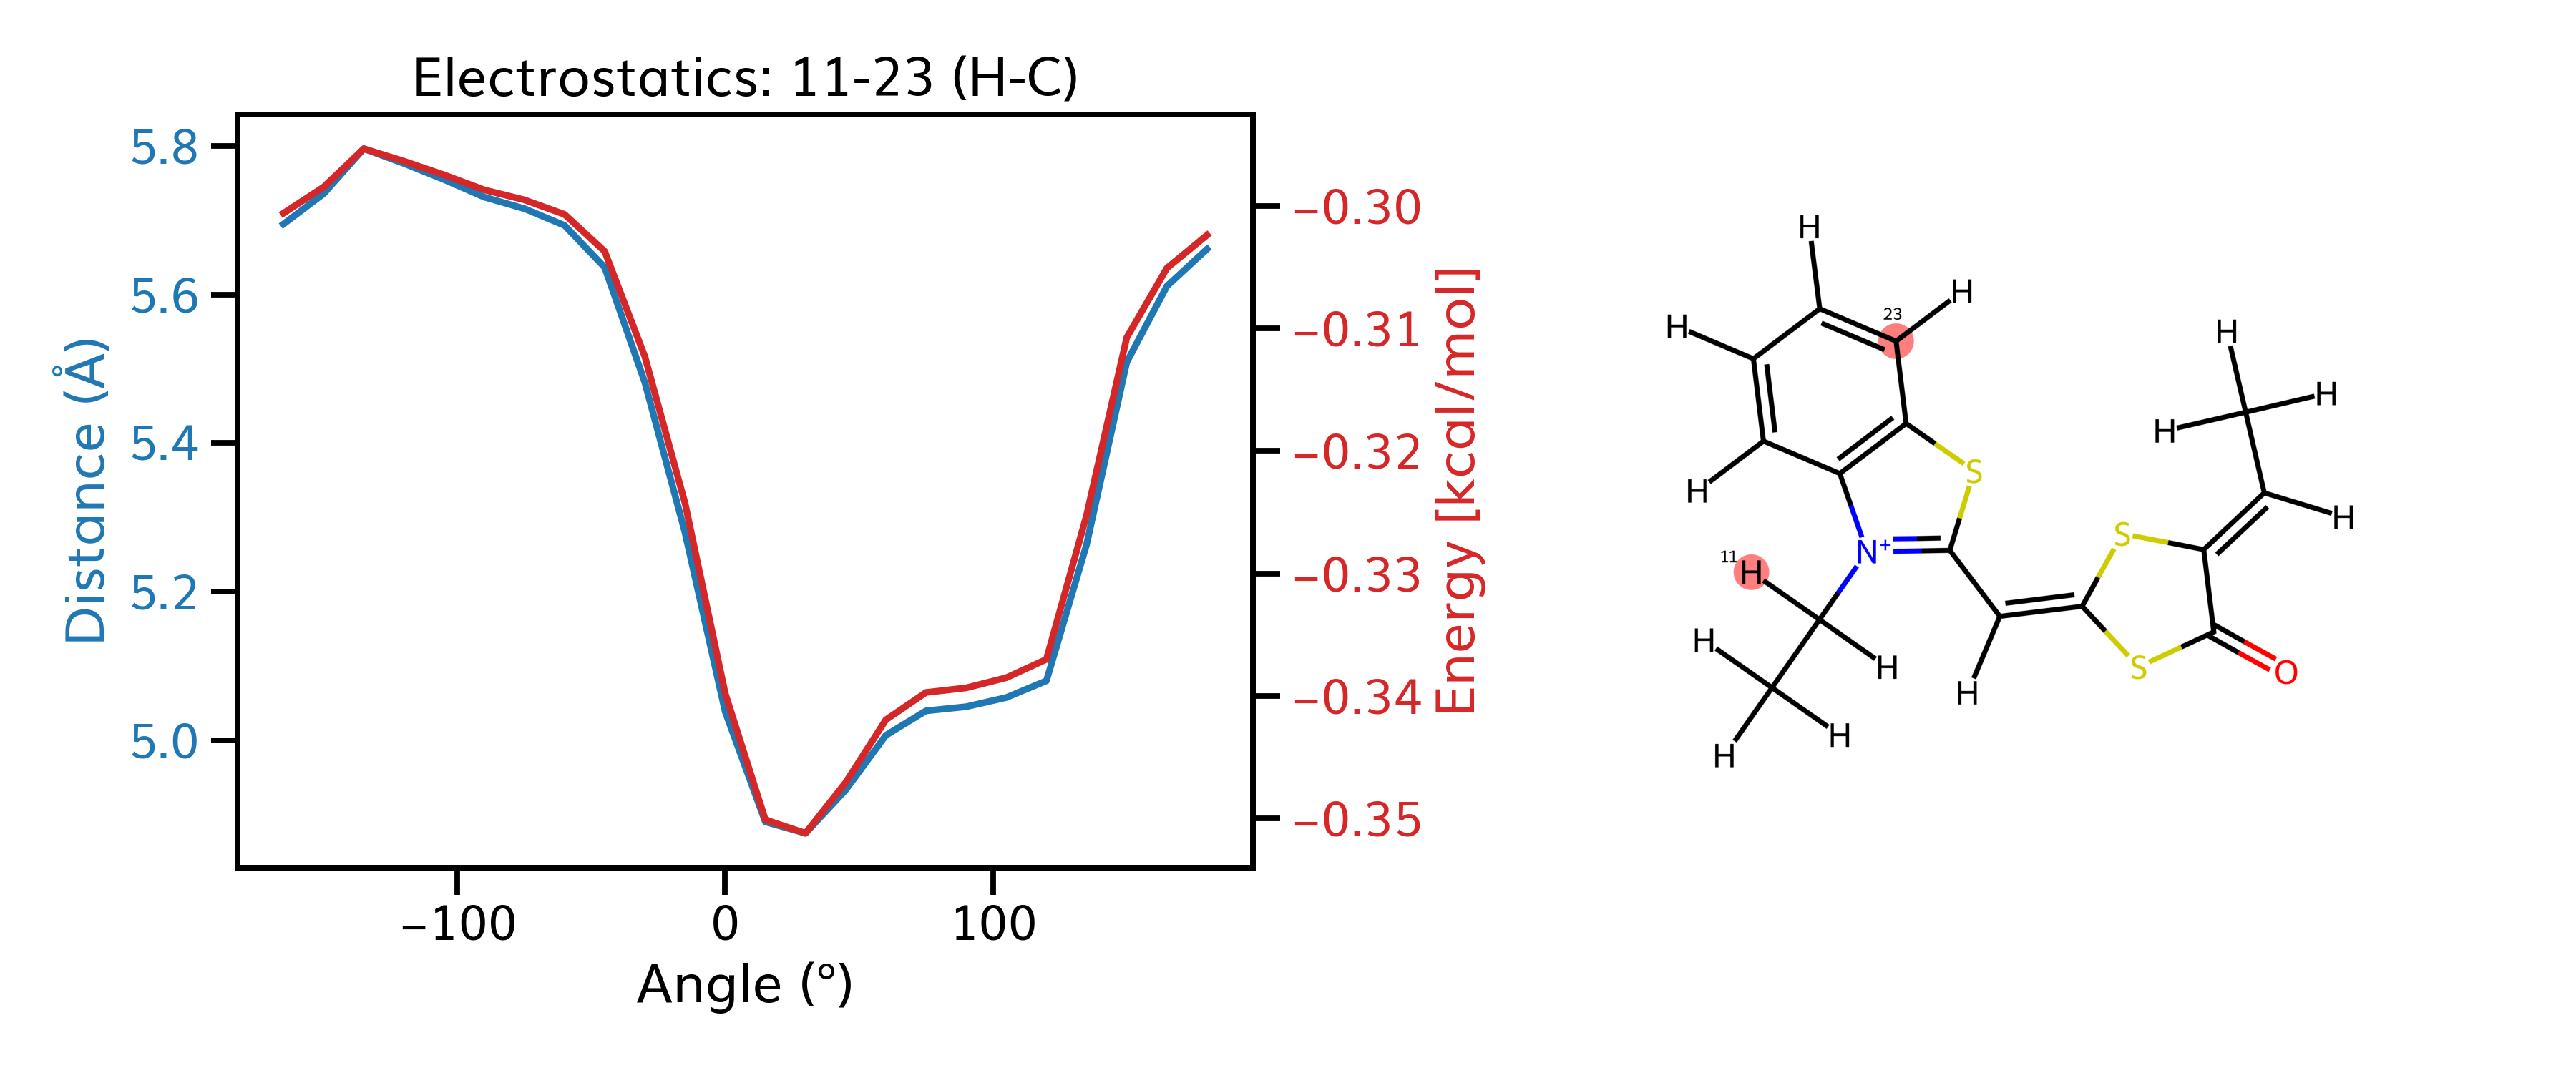 Electrostatics: 11-23 (H-C)
5.8
5.6
5.4
5.2
5.0
Distance (Å)
−0.30
−0.31
−0.32
−0.33
−0.34
−0.35
Energy [kcal/mol]
−100
0
100
Angle (°)
H
H
23
H
H
H
H
H
S
H
S
N+
11
H
H
H
H
S
O
H
H
H